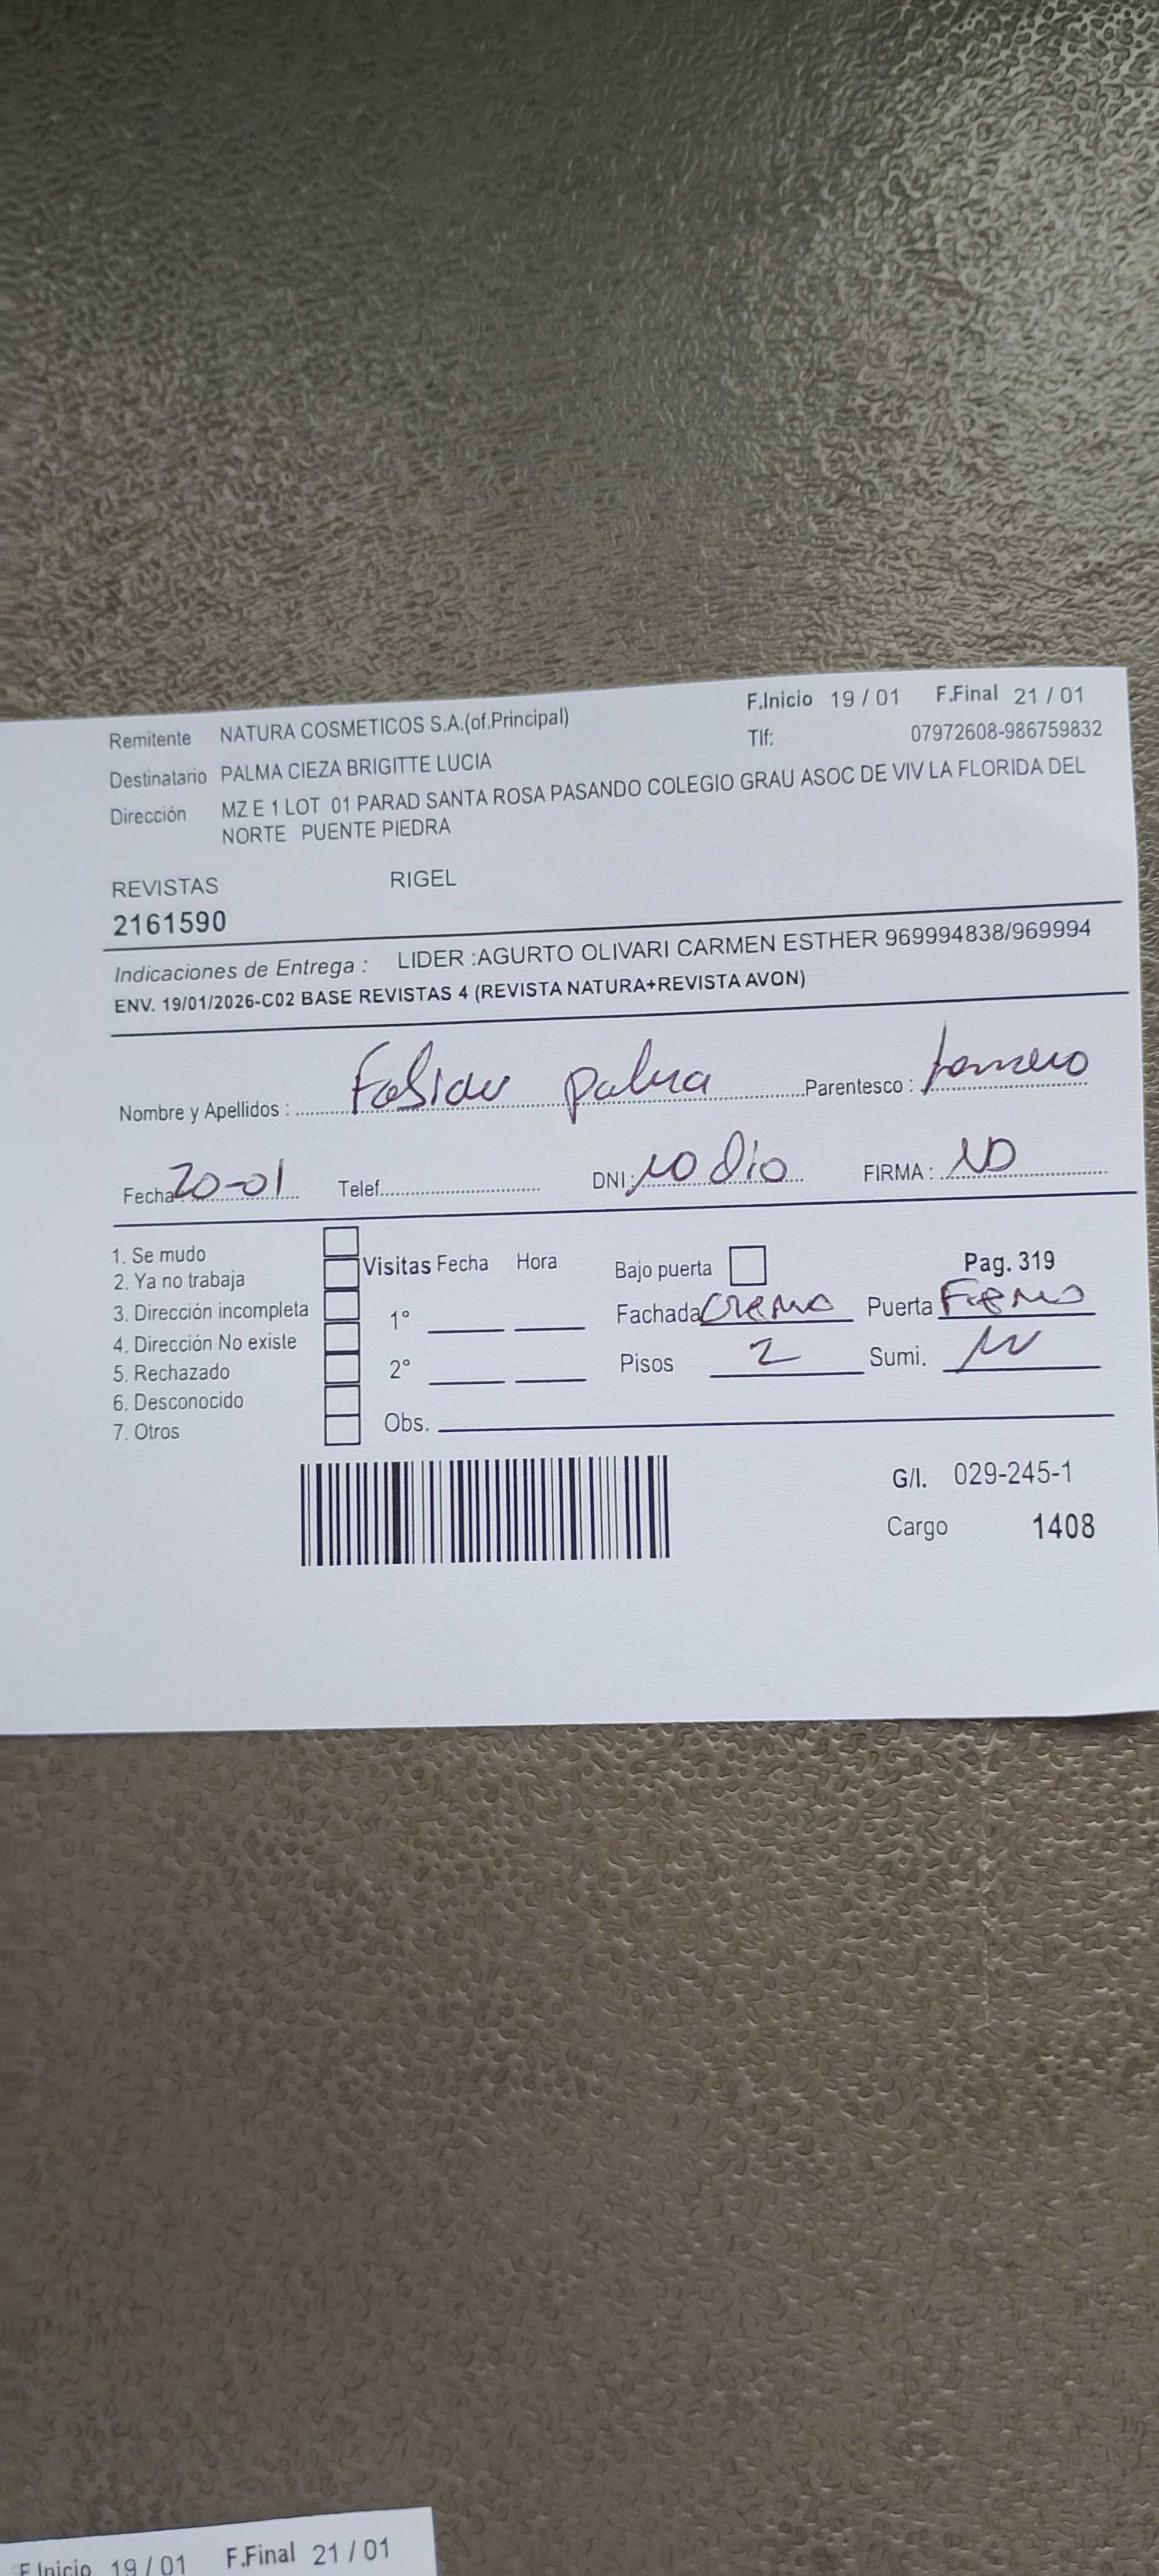 F.Inicio 19 / 01 F.Final 21 / 01
Remitente NATURA COSMETICOS S.A.(of.Principal)
Tlf: 07972608-986759832
Destinatario PALMA CIEZA BRIGITTE LUCIA
Dirección MZ E 1 LOT 01 PARAD SANTA ROSA PASANDO COLEGIO GRAU ASOC DE VIV LA FLORIDA DEL
NORTE PUENTE PIEDRA
REVISTAS RIGEL
2161590
Indicaciones de Entrega : LIDER :AGURTO OLIVARI CARMEN ESTHER 969994838/969994
ENV. 19/01/2026-C02 BASE REVISTAS 4 (REVISTA NATURA+REVISTA AVON)
Nombre y Apellidos : Fabian palma Parentesco :
Fecha : 20-01 Telef. DNI: no dio FIRMA :
1. Se mudo
2. Ya no trabaja
3. Dirección incompleta
4. Dirección No existe
5. Rechazado
6. Desconocido
7. Otros
Visitas Fecha Hora
1°
2°
Obs.
Bajo puerta Pag. 319
Fachada Crema Puerta Fierro
Pisos 2 Sumi.
G/I. 029-245-1
Cargo 1408
F.Inicio 19 / 01 F.Final 21 / 01